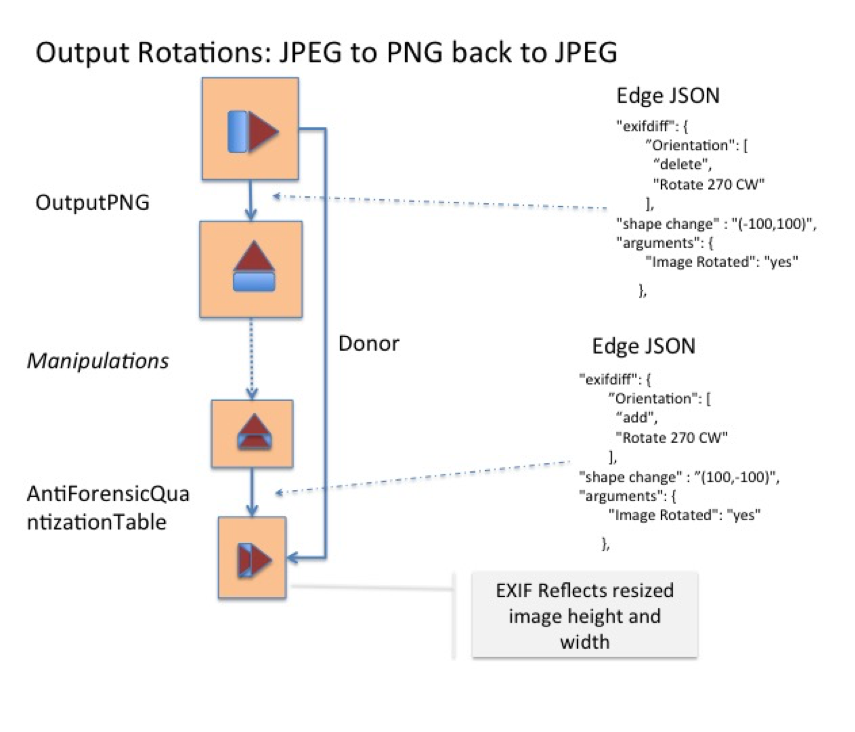 Output Rotations: JPEG to PNG back to JPEG
Edge JSON
"exifdiff": {
"Orientation": [
"delete",
"Rotate 270 CW"
],
"shape change" : "(-100,100)",
"arguments": {
"Image Rotated": "yes"
},
OutputPNG
Donor
Manipulations
Edge JSON
"exifdiff": {
"Orientation": [
"add",
"Rotate 270 CW"
],
"shape change" : "(100,-100)",
"arguments": {
"Image Rotated": "yes"
},
AntiForensicQua
ntizationTable
EXIF Reflects resized
image height and
width